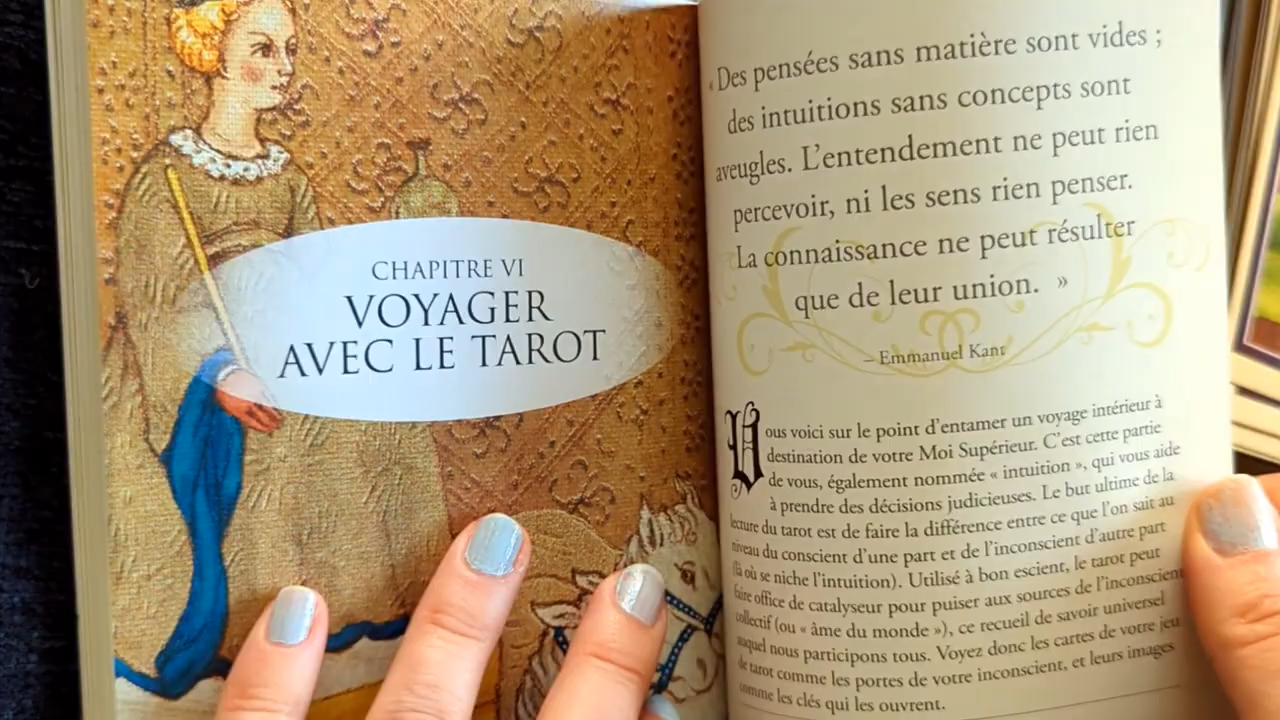 CHAPITRE VI
VOYAGER
AVEC LE TAROT
« Des pensées sans matière sont vides ;
des intuitions sans concepts sont
aveugles. L'entendement ne peut rien
percevoir, ni les sens rien penser.
La connaissance ne peut résulter
que de leur union. »
– Emmanuel Kant
Vous voici sur le point d'entamer un voyage intérieur à
destination de votre Moi Supérieur. C'est cette partie
de vous, également nommée « intuition », qui vous aide
à prendre des décisions judicieuses. Le but ultime de la
lecture du tarot est de faire la différence entre ce que l'on sait au
niveau du conscient d'une part et de l'inconscient d'autre part
(là où se niche l'intuition). Utilisé à bon escient, le tarot peut
faire office de catalyseur pour puiser aux sources de l'inconscient
collectif (ou « âme du monde »), ce recueil de savoir universel
auquel nous participons tous. Voyez donc les cartes de votre jeu
de tarot comme les portes de votre inconscient, et leurs images
comme les clés qui les ouvrent.